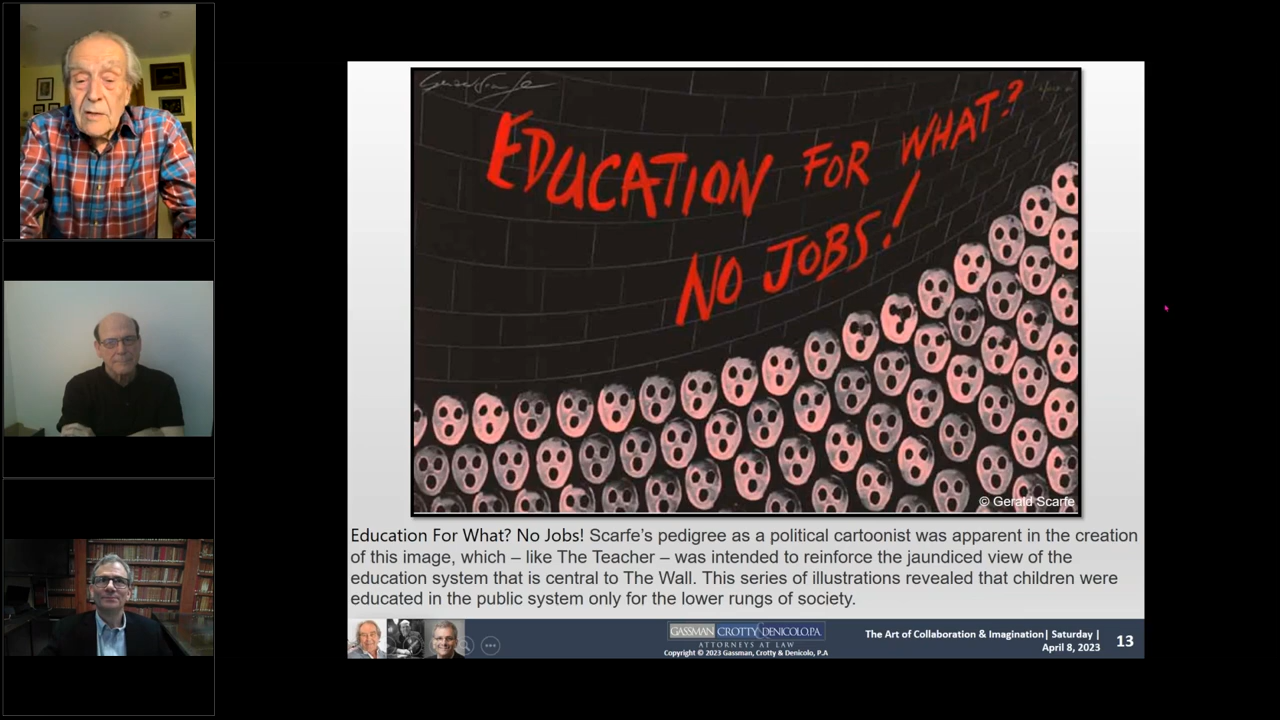 EDUCATION FOR WHAT?
NO JOBS!
© Gerald Scarfe
Education For What? No Jobs! Scarfe's pedigree as a political cartoonist was apparent in the creation
of this image, which – like The Teacher – was intended to reinforce the jaundiced view of the
education system that is central to The Wall. This series of illustrations revealed that children were
educated in the public system only for the lower rungs of society.
GASSMAN CROTTY DENICOLO, P.A.
ATTORNEYS AT LAW
Copyright © 2023 Gassman, Crotty & Denicolo, P.A
The Art of Collaboration & Imagination| Saturday |
April 8, 2023
13